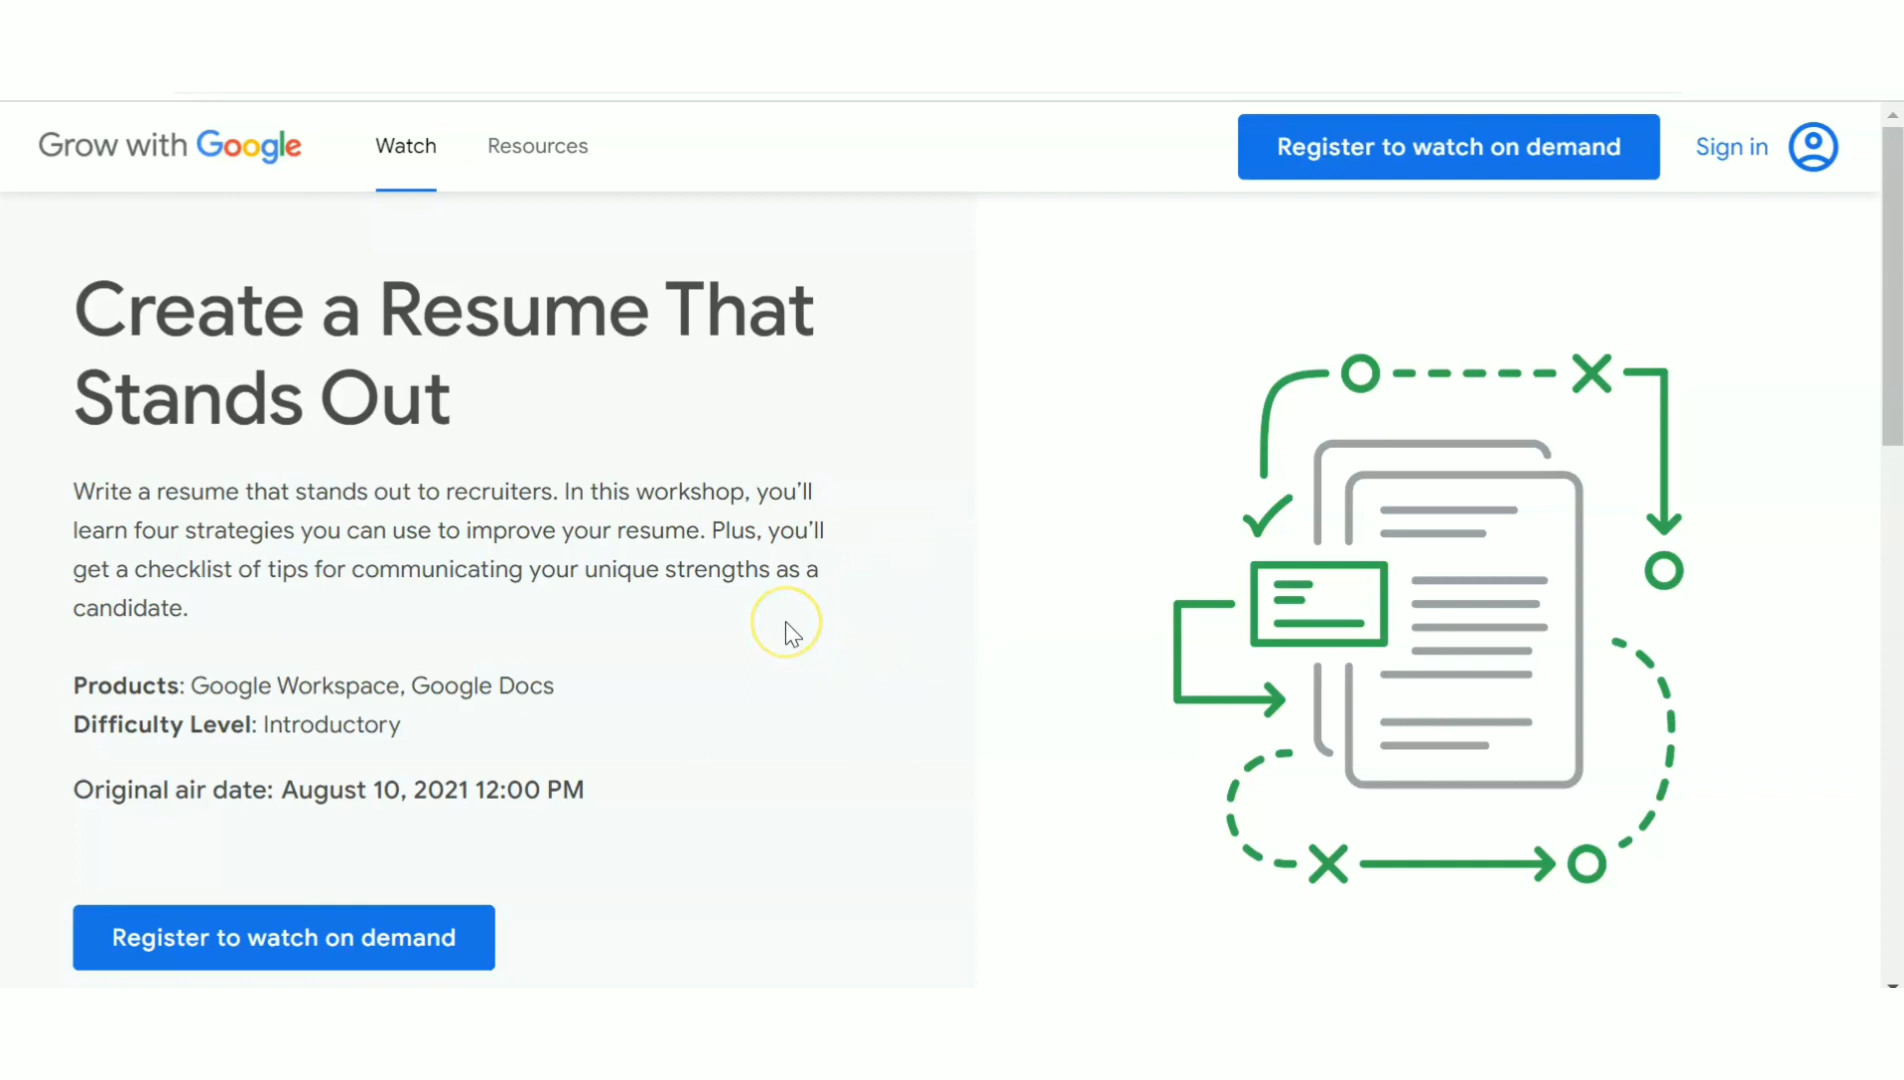 Grow with Google
Watch
Resources
Register to watch on demand
Sign in
Create a Resume That
Stands Out
Write a resume that stands out to recruiters. In this workshop, you’ll
learn four strategies you can use to improve your resume. Plus, you’ll
get a checklist of tips for communicating your unique strengths as a
candidate.
Products: Google Workspace, Google Docs
Difficulty Level: Introductory
Original air date: August 10, 2021 12:00 PM
Register to watch on demand